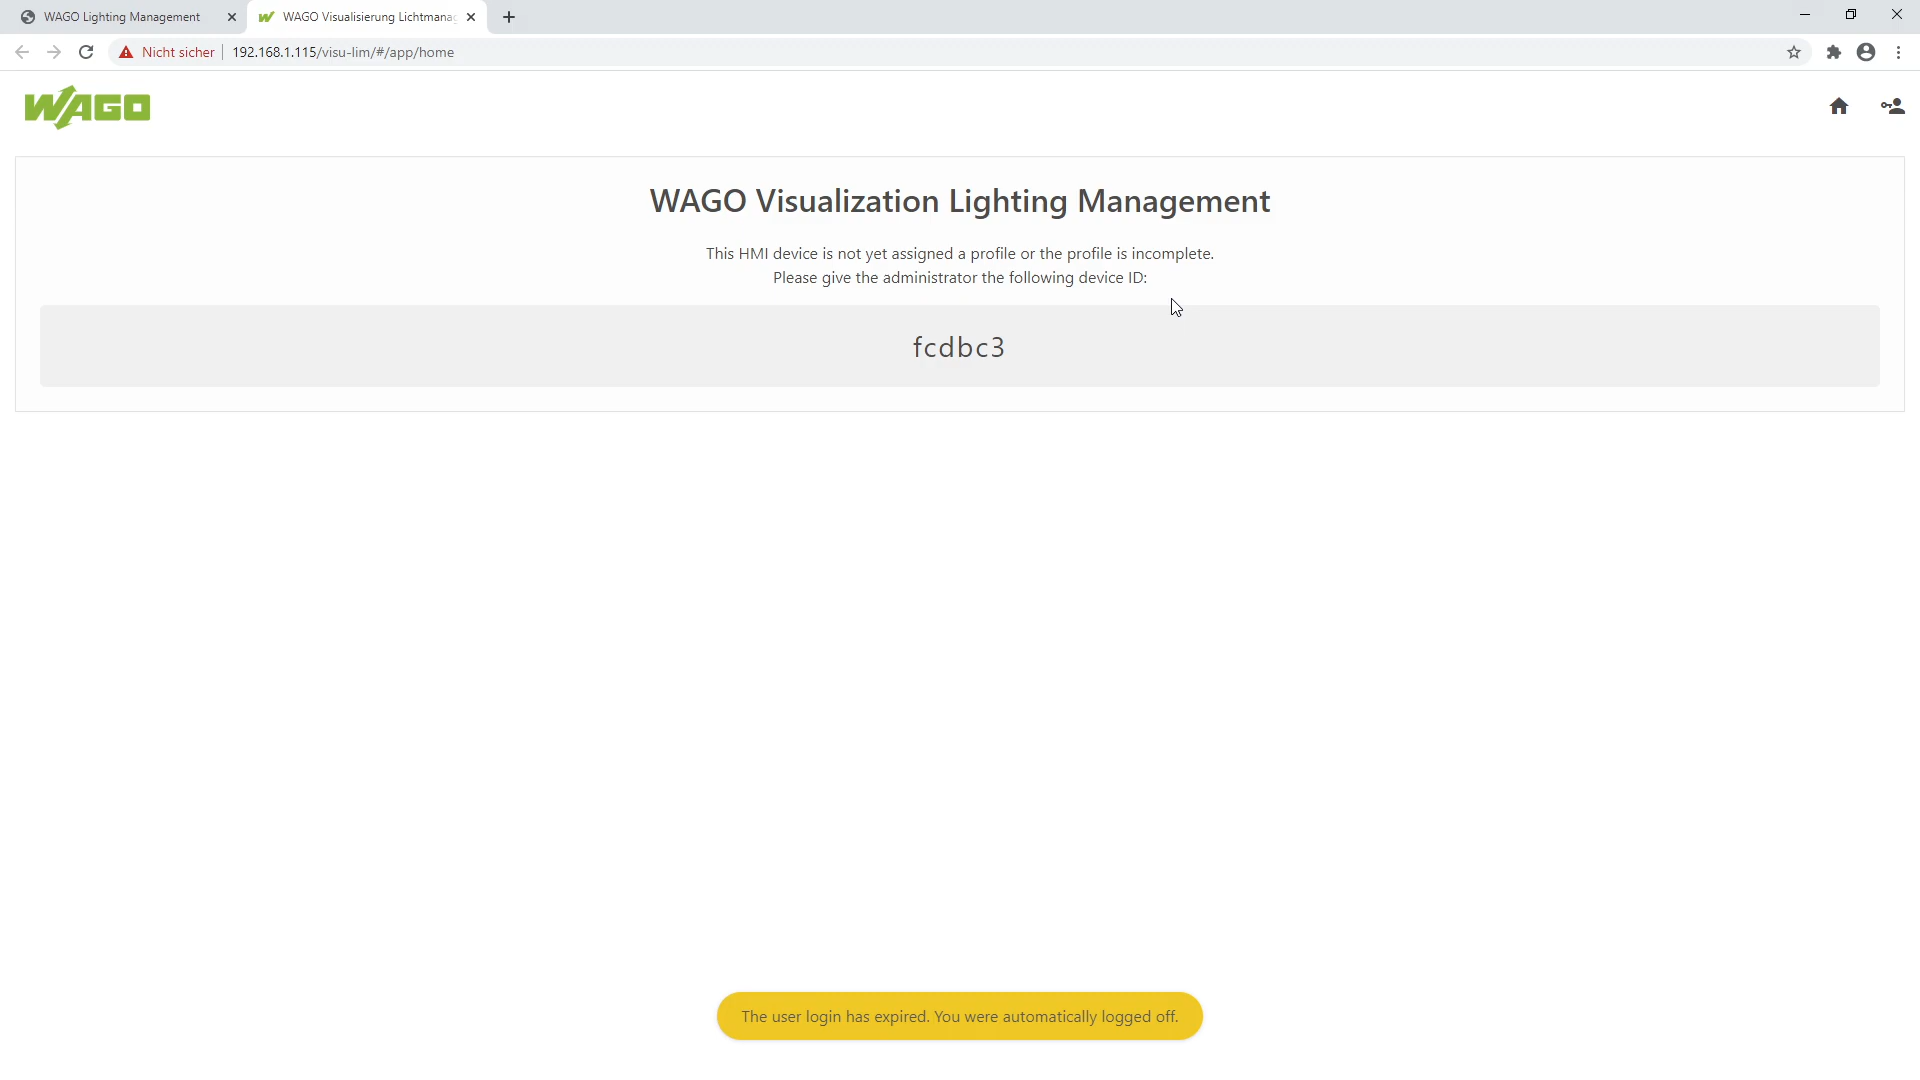 WAGO Lighting Management
WAGO Visualisierung Lichtmanag
Nicht sicher
192.168.1.115/visu-lim/#/app/home
WAGO
WAGO Visualization Lighting Management
This HMI device is not yet assigned a profile or the profile is incomplete.
Please give the administrator the following device ID:
fcdbc3
The user login has expired. You were automatically logged off.